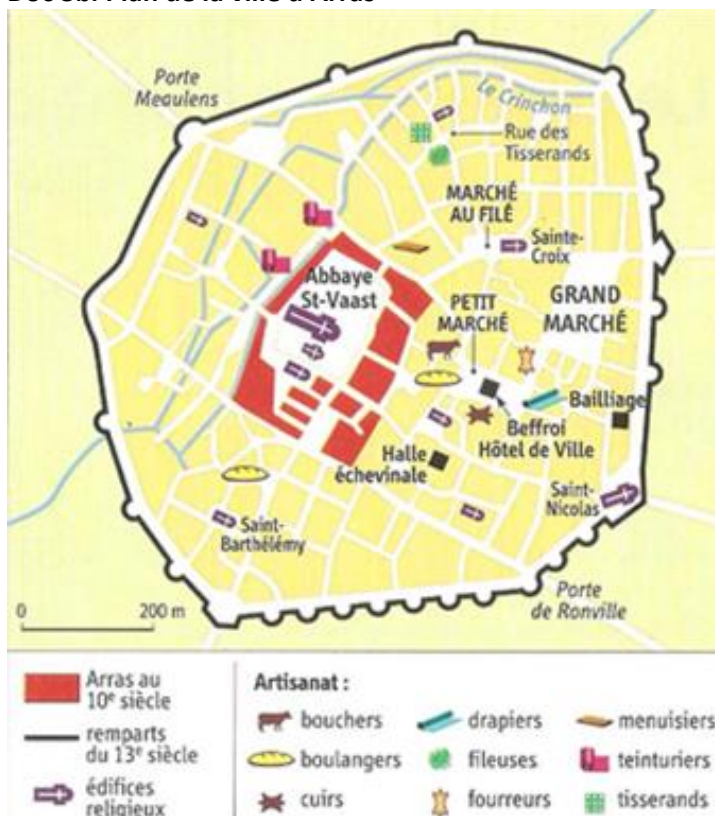 Porte
Meaulens
Le Crinchon
Rue des
Tisserands
MARCHÉ
AU FILÉ
Sainte-
Croix
Abbaye
St-Vaast
PETIT
MARCHÉ
GRAND
MARCHÉ
Bailliage
Beffroi
Hôtel de Ville
Halle
échevinale
Saint-
Nicolas
Saint-
Barthélémy
Porte
de Ronville
0 200 m
Arras au
10e siècle
remparts
du 13e siècle
édifices
religieux
Artisanat :
bouchers
drapiers
menuisiers
boulangers
fileuses
teinturiers
cuirs
fourreurs
tisserands